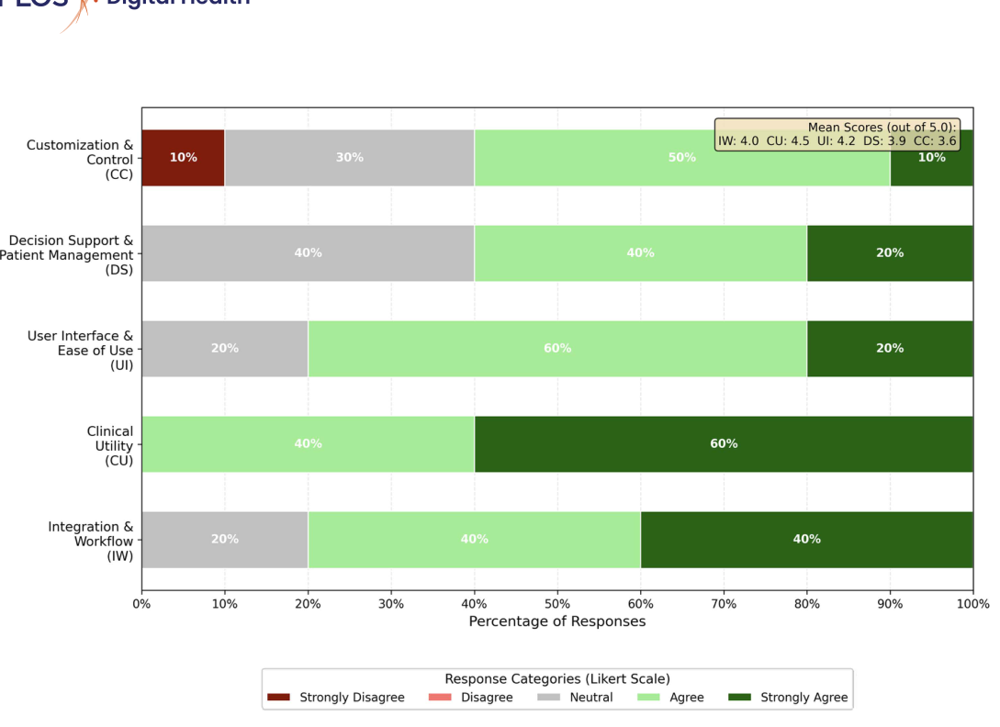 PLOS Digital Health
Mean Scores (out of 5.0):
IW: 4.0 CU: 4.5 UI: 4.2 DS: 3.9 CC: 3.6
Customization &
Control
(CC)
10%
30%
50%
10%
Decision Support &
Patient Management
(DS)
40%
40%
20%
User Interface &
Ease of Use
(UI)
20%
60%
20%
Clinical
Utility
(CU)
40%
60%
Integration &
Workflow
(IW)
20%
40%
40%
0% 10% 20% 30% 40% 50% 60% 70% 80% 90% 100%
Percentage of Responses
Response Categories (Likert Scale)
Strongly Disagree Disagree Neutral Agree Strongly Agree